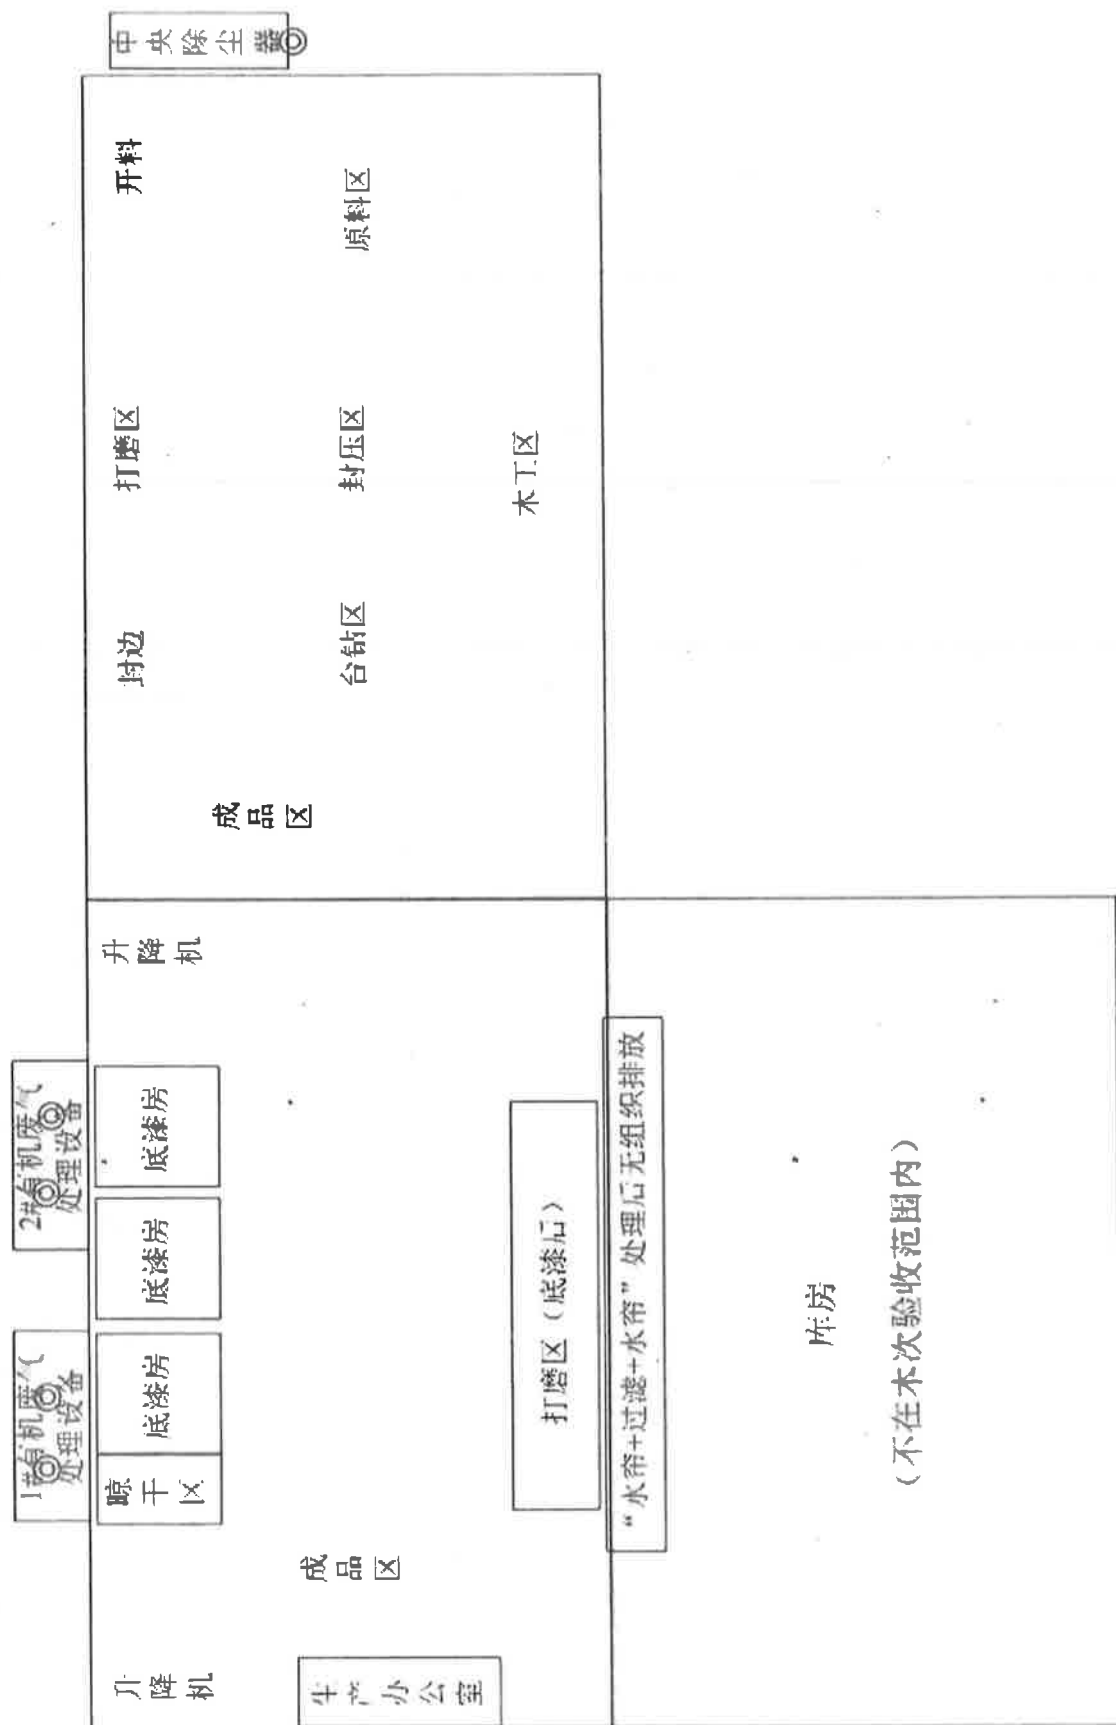 中央除尘器
开料
原料区
打磨区
封压区
木工区
封边
台钻区
成品区
升降机
2#有机废气
处理设备
底漆房
底漆房
1#有机废气
处理设备
底漆房
晾干区
打磨区（底漆后）
“水帘+过滤+水帘”处理后无组织排放
库房
（不在本次验收范围内）
成品区
升降机
生产办公室